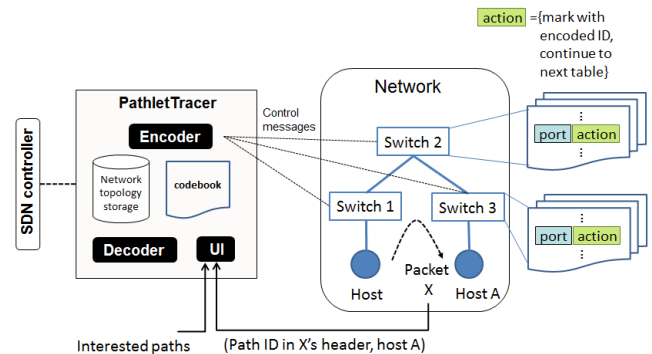 action ={mark with
encoded ID,
continue to
next table}
Network
PathletTracer
Encoder
Control
messages
Switch 2
port action
SDN controller
Network
topology
storage
codebook
Switch 1
Switch 3
port action
Decoder
UI
Packet
X
Host
Host A
Interested paths
(Path ID in X's header, host A)